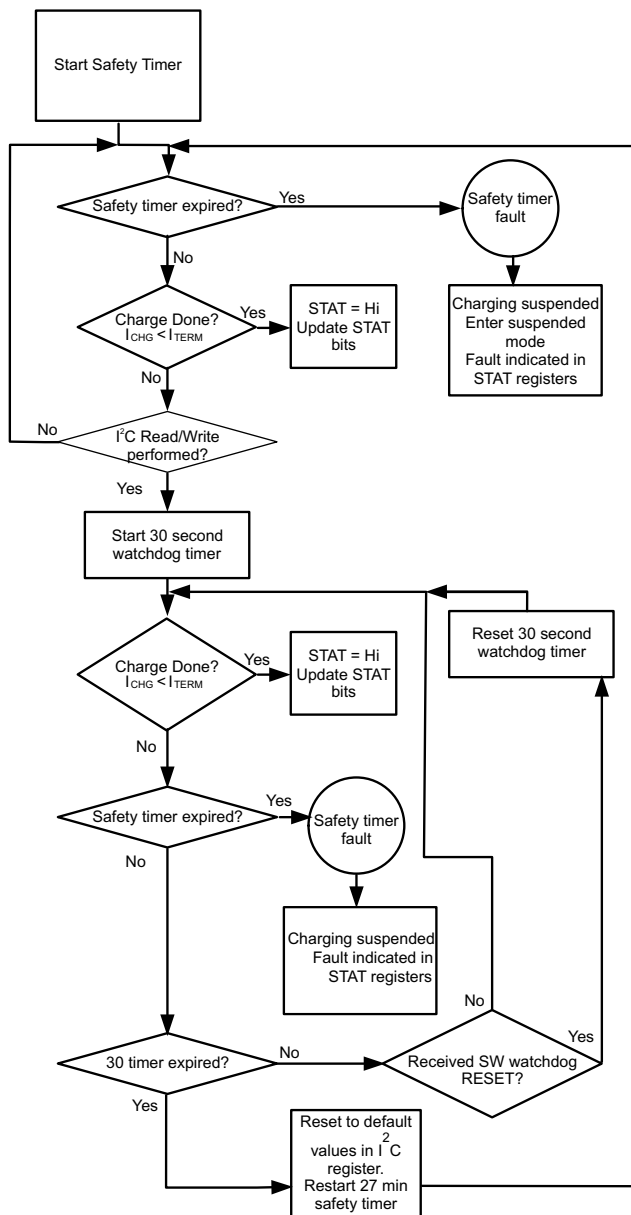 Start Safety Timer
Safety timer expired?
Yes
Safety timer
fault
No
Charging suspended
Enter suspended
mode
Fault indicated in
STAT registers
Charge Done?
ICHG < ITERM
Yes
STAT = Hi
Update STAT
bits
No
No
I2C Read/Write
performed?
Yes
Start 30 second
watchdog timer
Reset 30 second
watchdog timer
Charge Done?
ICHG < ITERM
Yes
STAT = Hi
Update STAT
bits
No
Safety timer expired?
Yes
Safety timer
fault
No
Charging suspended
Fault indicated in
STAT registers
No
Yes
30 timer expired?
No
Received SW watchdog
RESET?
Yes
Reset to default
values in I2C
register.
Restart 27 min
safety timer